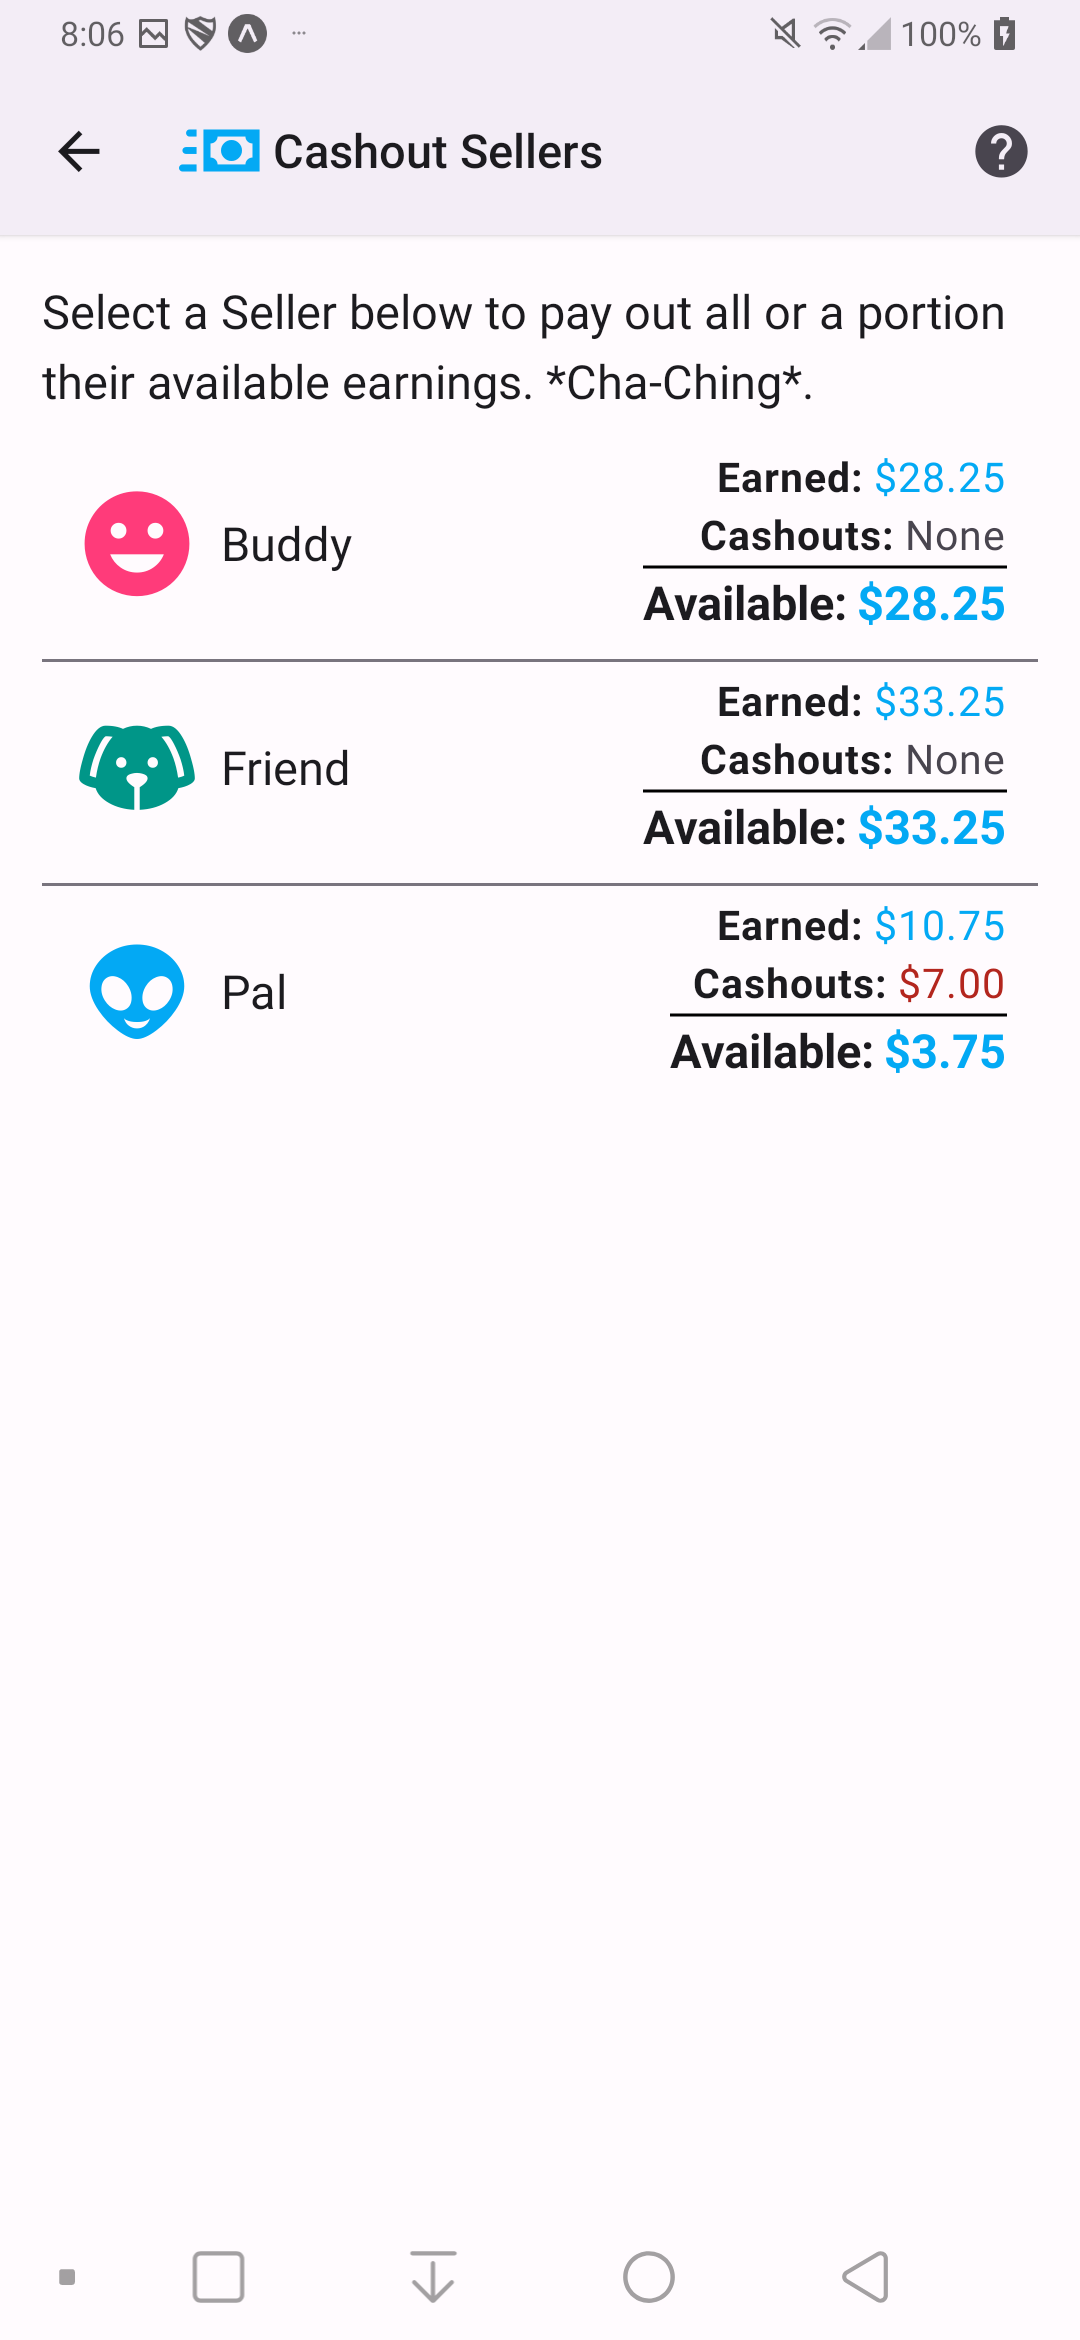 8:06 100%
Cashout Sellers
Select a Seller below to pay out all or a portion
their available earnings. *Cha-Ching*.
Buddy
Earned: $28.25
Cashouts: None
Available: $28.25
Friend
Earned: $33.25
Cashouts: None
Available: $33.25
Pal
Earned: $10.75
Cashouts: $7.00
Available: $3.75